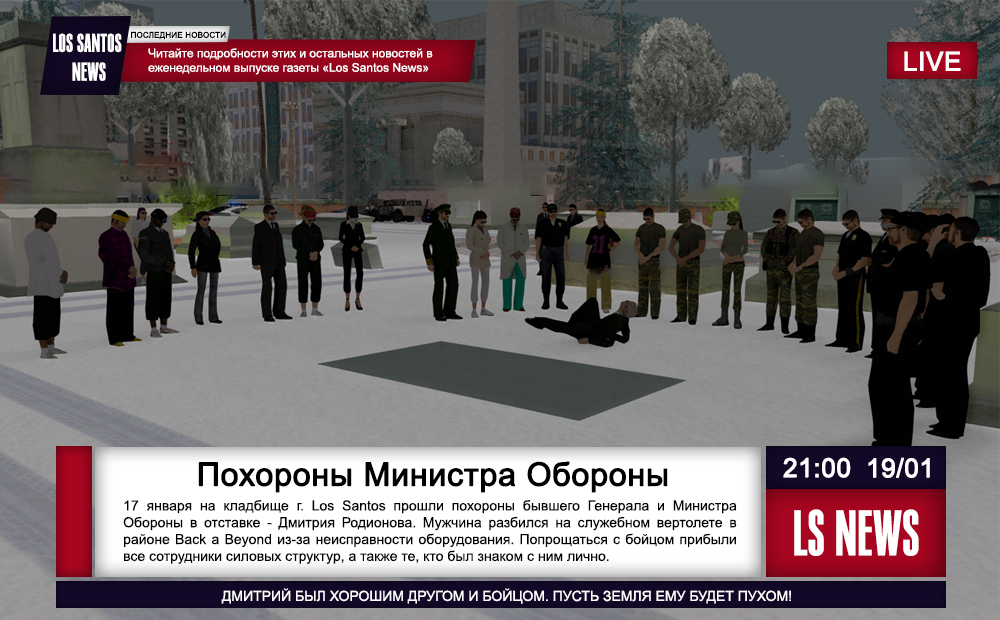 LOS SANTOS
NEWS
ПОСЛЕДНИЕ НОВОСТИ
Читайте подробности этих и остальных новостей в
еженедельном выпуске газеты «Los Santos News»
LIVE
Похороны Министра Обороны
17 января на кладбище г. Los Santos прошли похороны бывшего Генерала и Министра
Обороны в отставке - Дмитрия Родионова. Мужчина разбился на служебном вертолете в
районе Back a Beyond из-за неисправности оборудования. Попрощаться с бойцом прибыли
все сотрудники силовых структур, а также те, кто был знаком с ним лично.
21:00 19/01
LS NEWS
ДМИТРИЙ БЫЛ ХОРОШИМ ДРУГОМ И БОЙЦОМ. ПУСТЬ ЗЕМЛЯ ЕМУ БУДЕТ ПУХОМ!